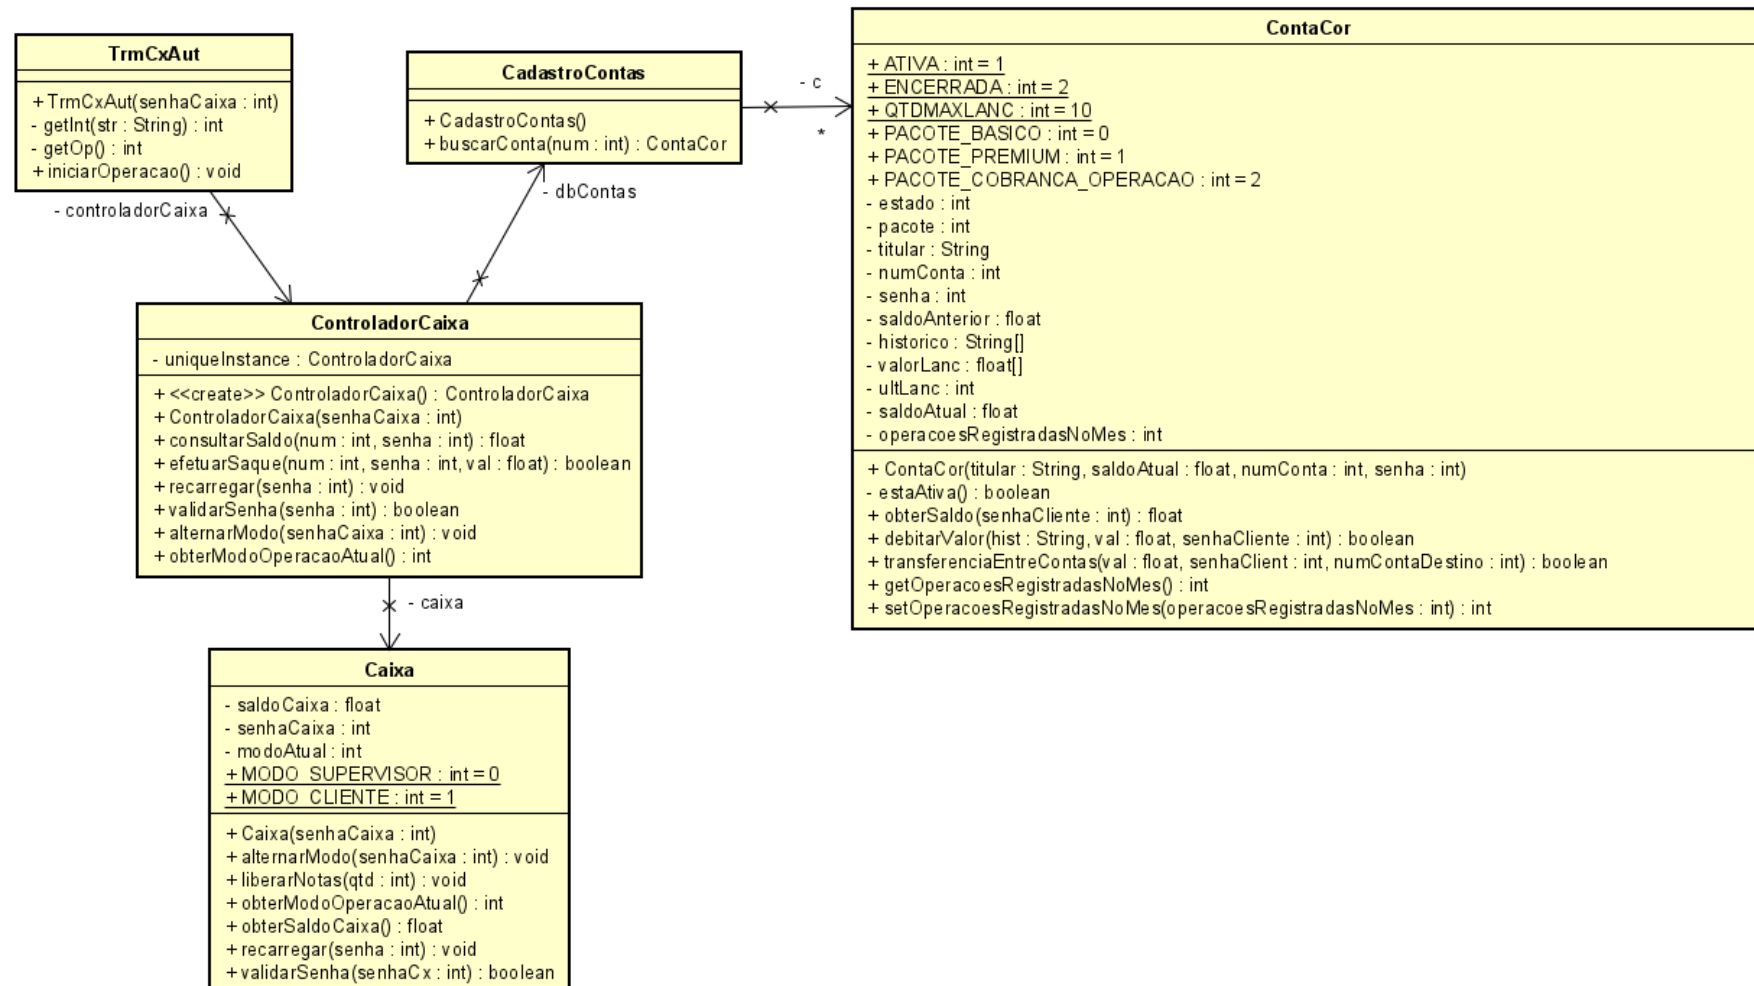 TrmCxAut
+ TrmCxAut(senhaCaixa : int)
- getInt(str : String) : int
- getOp() : int
+ iniciarOperacao() : void
- controladorCaixa
CadastroContas
+ CadastroContas()
+ buscarConta(num : int) : ContaCor
- c
*
- dbContas
ContaCor
+ ATIVA : int = 1
+ ENCERRADA : int = 2
+ QTDMAXLANC : int = 10
+ PACOTE_BASICO : int = 0
+ PACOTE_PREMIUM : int = 1
+ PACOTE_COBRANCA_OPERACAO : int = 2
- estado : int
- pacote : int
- titular : String
- numConta : int
- senha : int
- saldoAnterior : float
- historico : String[]
- valorLanc : float[]
- ultLanc : int
- saldoAtual : float
- operacoesRegistradasNoMes : int
+ ContaCor(titular : String, saldoAtual : float, numConta : int, senha : int)
- estaAtiva() : boolean
+ obterSaldo(senhaCliente : int) : float
+ debitarValor(hist : String, val : float, senhaCliente : int) : boolean
+ transferenciaEntreContas(val : float, senhaClient : int, numContaDestino : int) : boolean
+ getOperacoesRegistradasNoMes() : int
+ setOperacoesRegistradasNoMes(operacoesRegistradasNoMes : int) : int
ControladorCaixa
- uniqueInstance : ControladorCaixa
+ <<create>> ControladorCaixa() : ControladorCaixa
+ ControladorCaixa(senhaCaixa : int)
+ consultarSaldo(num : int, senha : int) : float
+ efetuarSaque(num : int, senha : int, val : float) : boolean
+ recarregar(senha : int) : void
+ validarSenha(senha : int) : boolean
+ alternarModo(senhaCaixa : int) : void
+ obterModoOperacaoAtual() : int
- caixa
Caixa
- saldoCaixa : float
- senhaCaixa : int
- modoAtual : int
+ MODO_SUPERVISOR : int = 0
+ MODO_CLIENTE : int = 1
+ Caixa(senhaCaixa : int)
+ alternarModo(senhaCaixa : int) : void
+ liberarNotas(qtd : int) : void
+ obterModoOperacaoAtual() : int
+ obterSaldoCaixa() : float
+ recarregar(senha : int) : void
+ validarSenha(senhaCx : int) : boolean